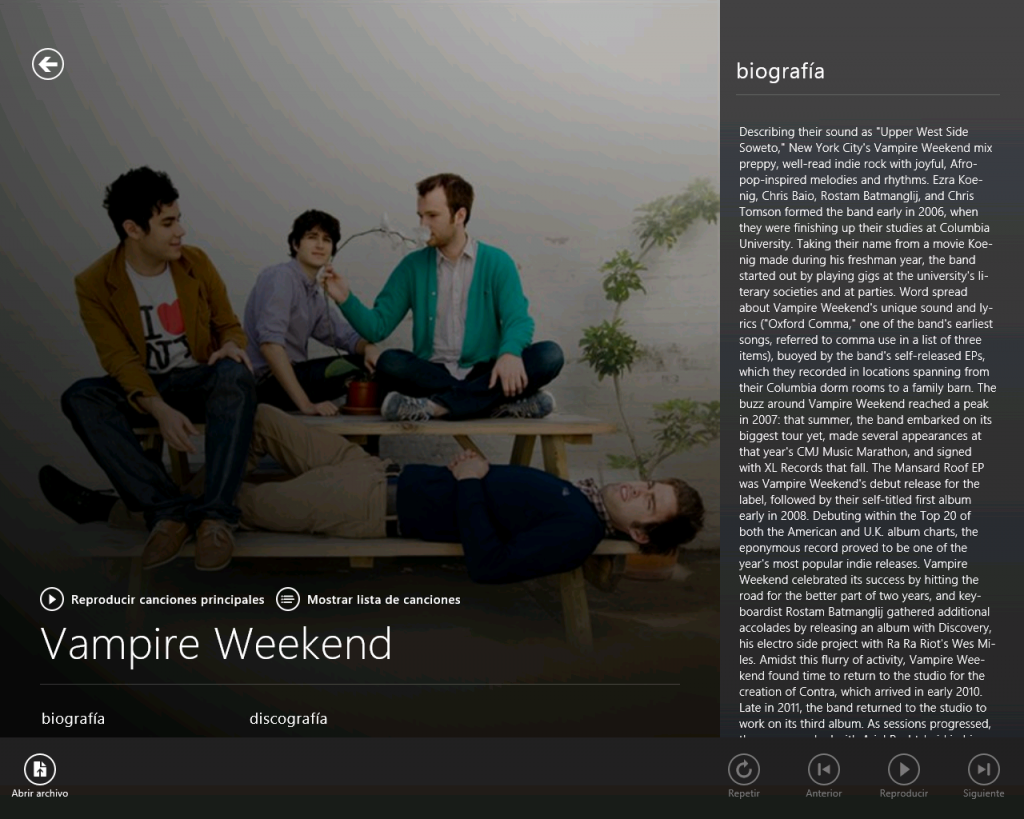 biografía
Describing their sound as "Upper West Side
Soweto," New York City's Vampire Weekend mix
preppy, well-read indie rock with joyful, Afro-
pop-inspired melodies and rhythms. Ezra Koe-
nig, Chris Baio, Rostam Batmanglij, and Chris
Tomson formed the band early in 2006, when
they were finishing up their studies at Columbia
University. Taking their name from a movie Koe-
nig made during his freshman year, the band
started out by playing gigs at the university's li-
terary societies and at parties. Word spread
about Vampire Weekend's unique sound and ly-
rics ("Oxford Comma," one of the band's earliest
songs, referred to comma use in a list of three
items), buoyed by the band's self-released EPs,
which they recorded in locations spanning from
their Columbia dorm rooms to a family barn. The
buzz around Vampire Weekend reached a peak
in 2007: that summer, the band embarked on its
biggest tour yet, made several appearances at
that year's CMJ Music Marathon, and signed
with XL Records that fall. The Mansard Roof EP
was Vampire Weekend's debut release for the
label, followed by their self-titled first album
early in 2008. Debuting within the Top 20 of
both the American and U.K. album charts, the
eponymous record proved to be one of the
year's most popular indie releases. Vampire
Weekend celebrated its success by hitting the
road for the better part of two years, and key-
boardist Rostam Batmanglij gathered additional
accolades by releasing an album with Discovery,
his electro side project with Ra Ra Riot's Wes Mi-
les. Amidst this flurry of activity, Vampire Wee-
kend found time to return to the studio for the
creation of Contra, which arrived in early 2010.
Late in 2011, the band returned to the studio to
work on its third album. As sessions progressed,
I
Reproducir canciones principales
Mostrar lista de canciones
Vampire Weekend
biografía
discografía
Abrir archivo
Repetir
Anterior
Reproducir
Siguiente